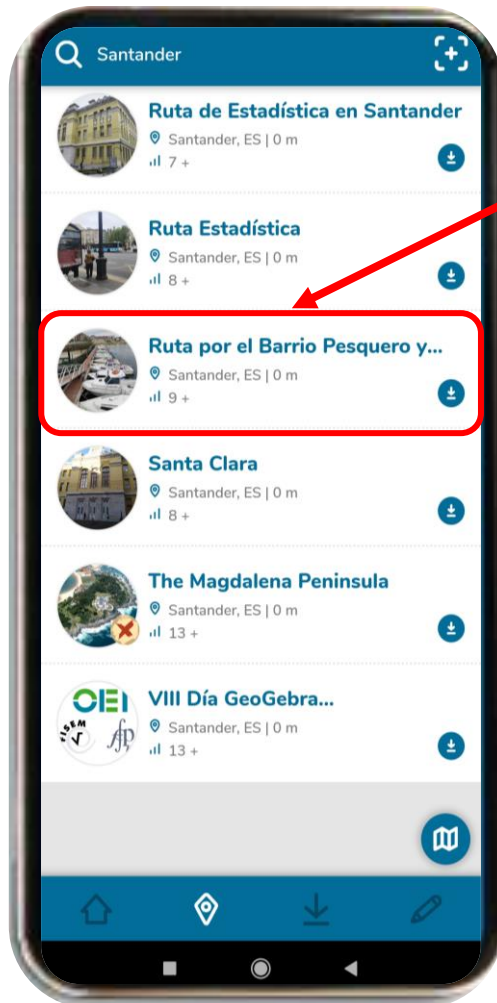 Santander
Ruta de Estadística en Santander
Santander, ES | 0 m
7 +
Ruta Estadística
Santander, ES | 0 m
8 +
Ruta por el Barrio Pesquero y...
Santander, ES | 0 m
9 +
Santa Clara
Santander, ES | 0 m
8 +
The Magdalena Peninsula
Santander, ES | 0 m
13 +
OEI
VIII Día GeoGebra...
Santander, ES | 0 m
13 +